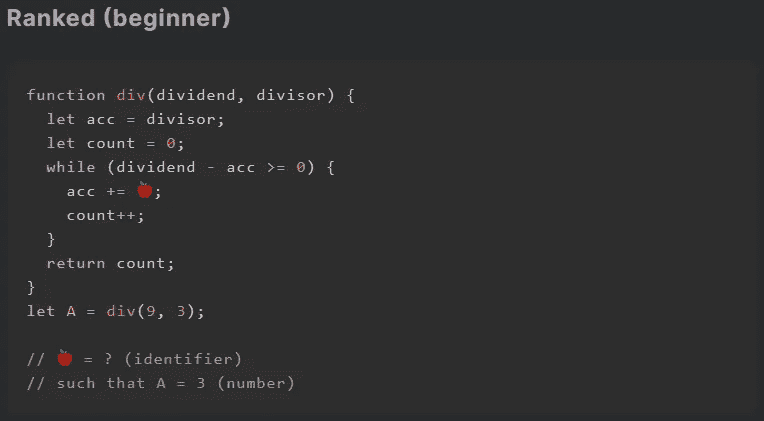 Ranked (beginner)
function div(dividend, divisor) {
  let acc = divisor;
  let count = 0;
  while (dividend - acc >= 0) {
    acc += 🍎;
    count++;
  }
  return count;
}
let A = div(9, 3);
// 🍎 = ? (identifier)
// such that A = 3 (number)